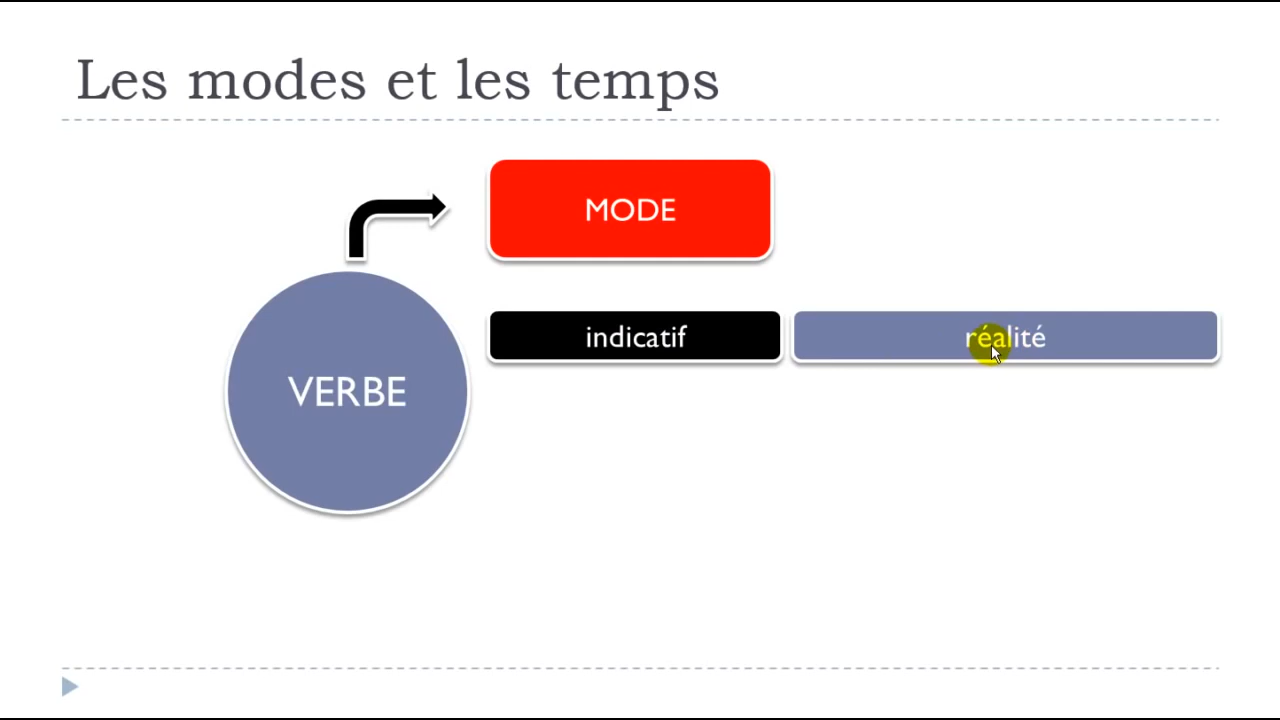 Les modes et les temps
MODE
indicatif
réalité
VERBE